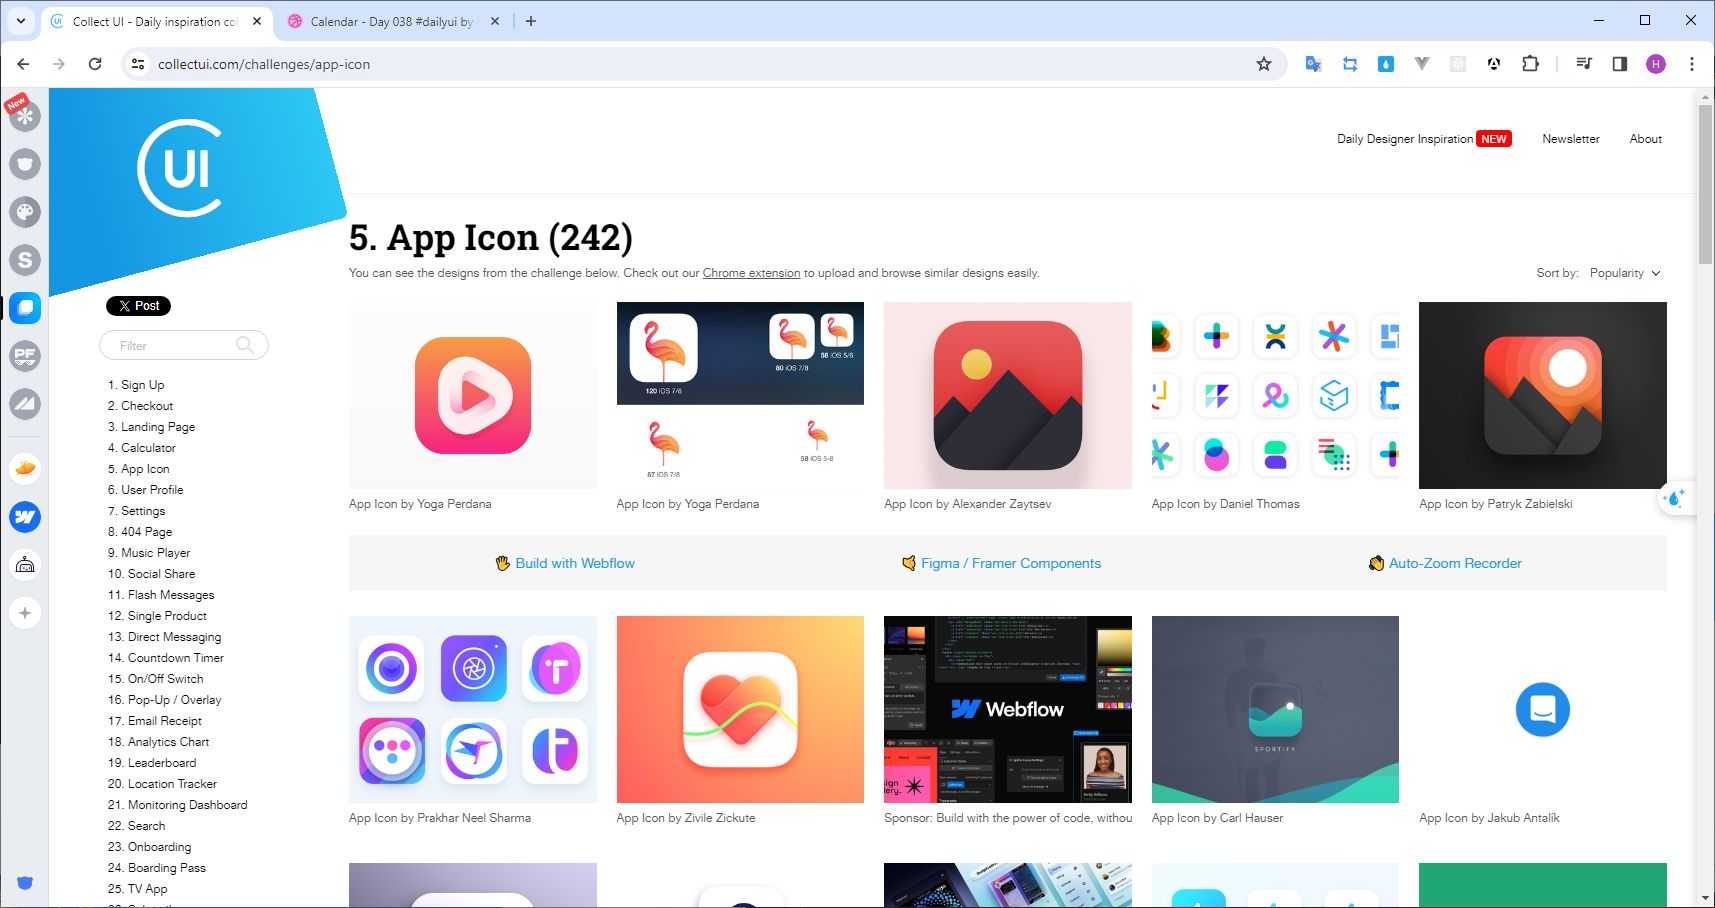 Collect UI - Daily inspiration col
Calendar - Day 038 #dailyui by
collectui.com/challenges/app-icon
H
New
UI
Daily Designer Inspiration NEW
Newsletter
About
5. App Icon (242)
You can see the designs from the challenge below. Check out our Chrome extension to upload and browse similar designs easily.
Sort by: Popularity
X Post
Filter
S
PF
1. Sign Up
2. Checkout
3. Landing Page
4. Calculator
5. App Icon
6. User Profile
7. Settings
8. 404 Page
9. Music Player
10. Social Share
11. Flash Messages
12. Single Product
13. Direct Messaging
14. Countdown Timer
15. On/Off Switch
16. Pop-Up / Overlay
17. Email Receipt
18. Analytics Chart
19. Leaderboard
20. Location Tracker
21. Monitoring Dashboard
22. Search
23. Onboarding
24. Boarding Pass
25. TV App
120 iOS 7/8
80 iOS 7/8
58 iOS 5/6
87 iOS 7/8
58 iOS 5-8
App Icon by Yoga Perdana
App Icon by Yoga Perdana
App Icon by Alexander Zaytsev
App Icon by Daniel Thomas
App Icon by Patryk Zabielski
Build with Webflow
Figma / Framer Components
Auto-Zoom Recorder
Webflow
SPORTIFY
App Icon by Prakhar Neel Sharma
App Icon by Zivile Zickute
Sponsor: Build with the power of code, withou
App Icon by Carl Hauser
App Icon by Jakub Antalík